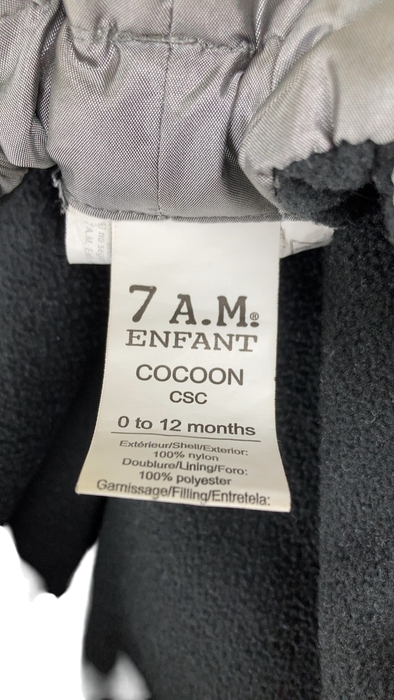 7 A.M.®
ENFANT
COCOON
CSC
0 to 12 months
Extérieur/Shell/Exterior:
100% nylon
Doublure/Lining/Foro:
100% polyester
Garnissage/Filling/Entretela: